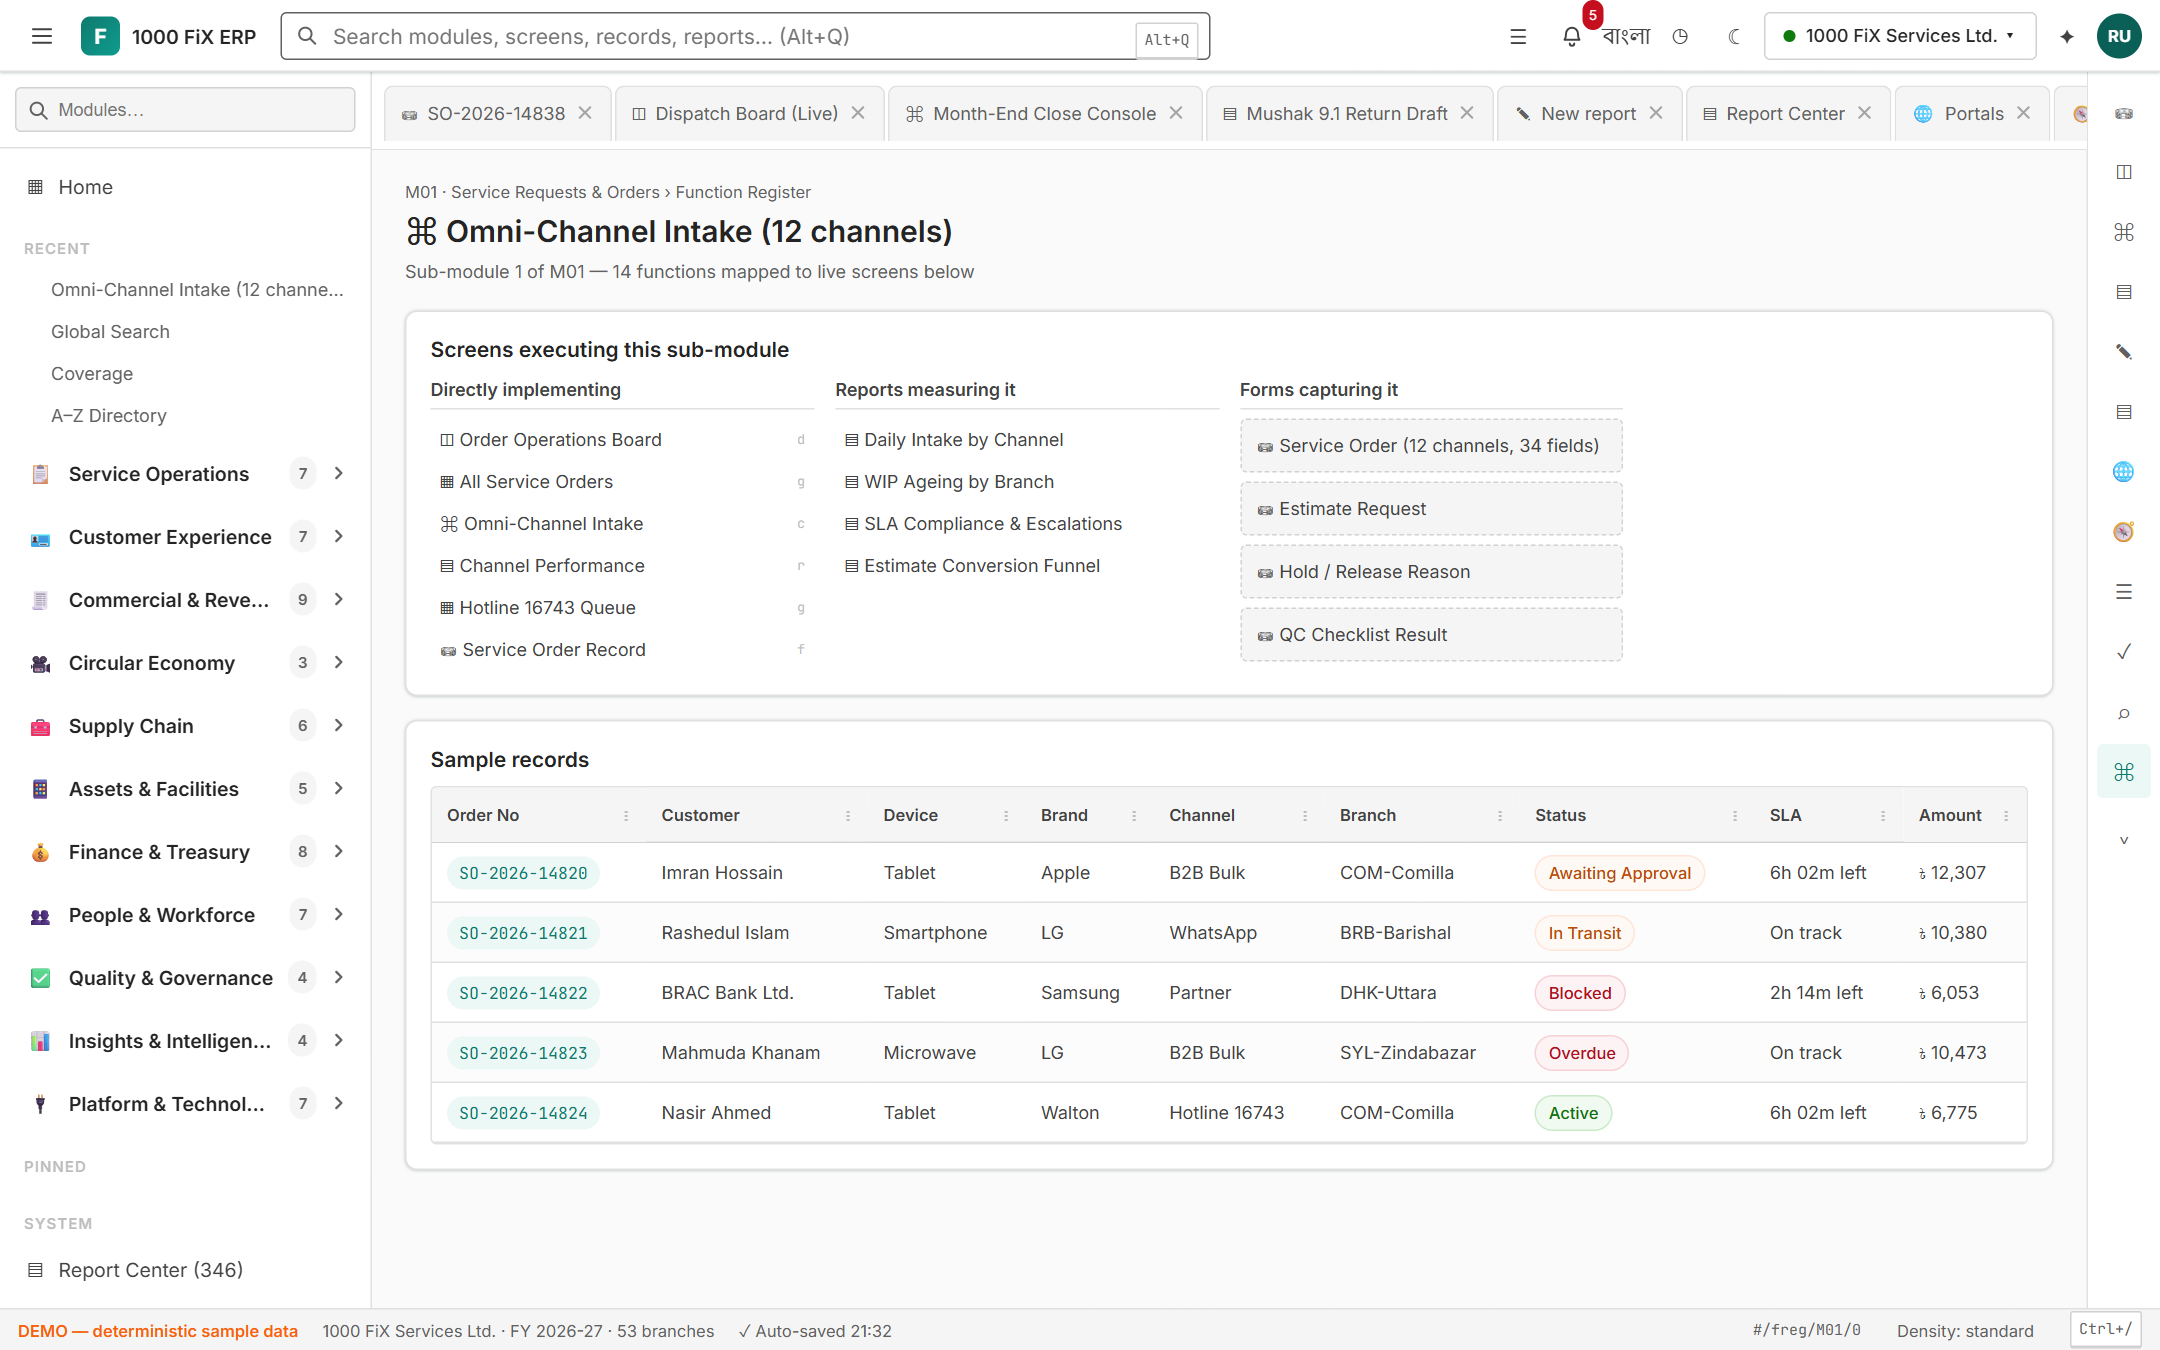 F 1000 FiX ERP
Search modules, screens, records, reports... (Alt+Q)
Alt+Q
5
বাংলা
1000 FiX Services Ltd.
RU
Modules...
Home
RECENT
Omni-Channel Intake (12 channe...
Global Search
Coverage
A–Z Directory
Service Operations 7
Customer Experience 7
Commercial & Reve... 9
Circular Economy 3
Supply Chain 6
Assets & Facilities 5
Finance & Treasury 8
People & Workforce 7
Quality & Governance 4
Insights & Intelligen... 4
Platform & Technol... 7
PINNED
SYSTEM
Report Center (346)
SO-2026-14838
Dispatch Board (Live)
Month-End Close Console
Mushak 9.1 Return Draft
New report
Report Center
Portals
M01 · Service Requests & Orders › Function Register
⌘ Omni-Channel Intake (12 channels)
Sub-module 1 of M01 — 14 functions mapped to live screens below
Screens executing this sub-module
Directly implementing
Order Operations Board d
All Service Orders g
⌘ Omni-Channel Intake c
Channel Performance r
Hotline 16743 Queue g
Service Order Record f
Reports measuring it
Daily Intake by Channel
WIP Ageing by Branch
SLA Compliance & Escalations
Estimate Conversion Funnel
Forms capturing it
Service Order (12 channels, 34 fields)
Estimate Request
Hold / Release Reason
QC Checklist Result
Sample records
Order No Customer Device Brand Channel Branch Status SLA Amount
SO-2026-14820 Imran Hossain Tablet Apple B2B Bulk COM-Comilla Awaiting Approval 6h 02m left ৳ 12,307
SO-2026-14821 Rashedul Islam Smartphone LG WhatsApp BRB-Barishal In Transit On track ৳ 10,380
SO-2026-14822 BRAC Bank Ltd. Tablet Samsung Partner DHK-Uttara Blocked 2h 14m left ৳ 6,053
SO-2026-14823 Mahmuda Khanam Microwave LG B2B Bulk SYL-Zindabazar Overdue On track ৳ 10,473
SO-2026-14824 Nasir Ahmed Tablet Walton Hotline 16743 COM-Comilla Active 6h 02m left ৳ 6,775
DEMO — deterministic sample data
1000 FiX Services Ltd. · FY 2026-27 · 53 branches
✓ Auto-saved 21:32
#/freg/M01/0
Density: standard
Ctrl+/